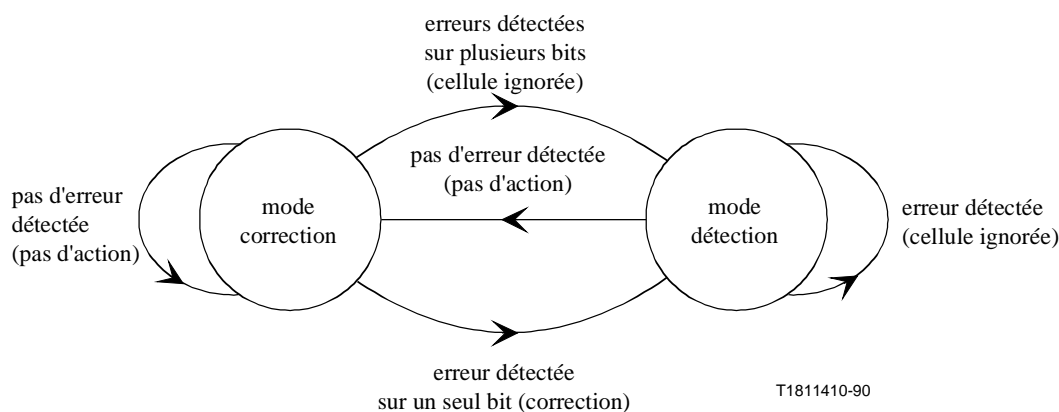 erreurs détectées
sur plusieurs bits
(cellule ignorée)
pas d'erreur détectée
(pas d'action)
pas d'erreur
détectée
(pas d'action)
mode
correction
mode
détection
erreur détectée
(cellule ignorée)
erreur détectée
sur un seul bit (correction)
T1811410-90